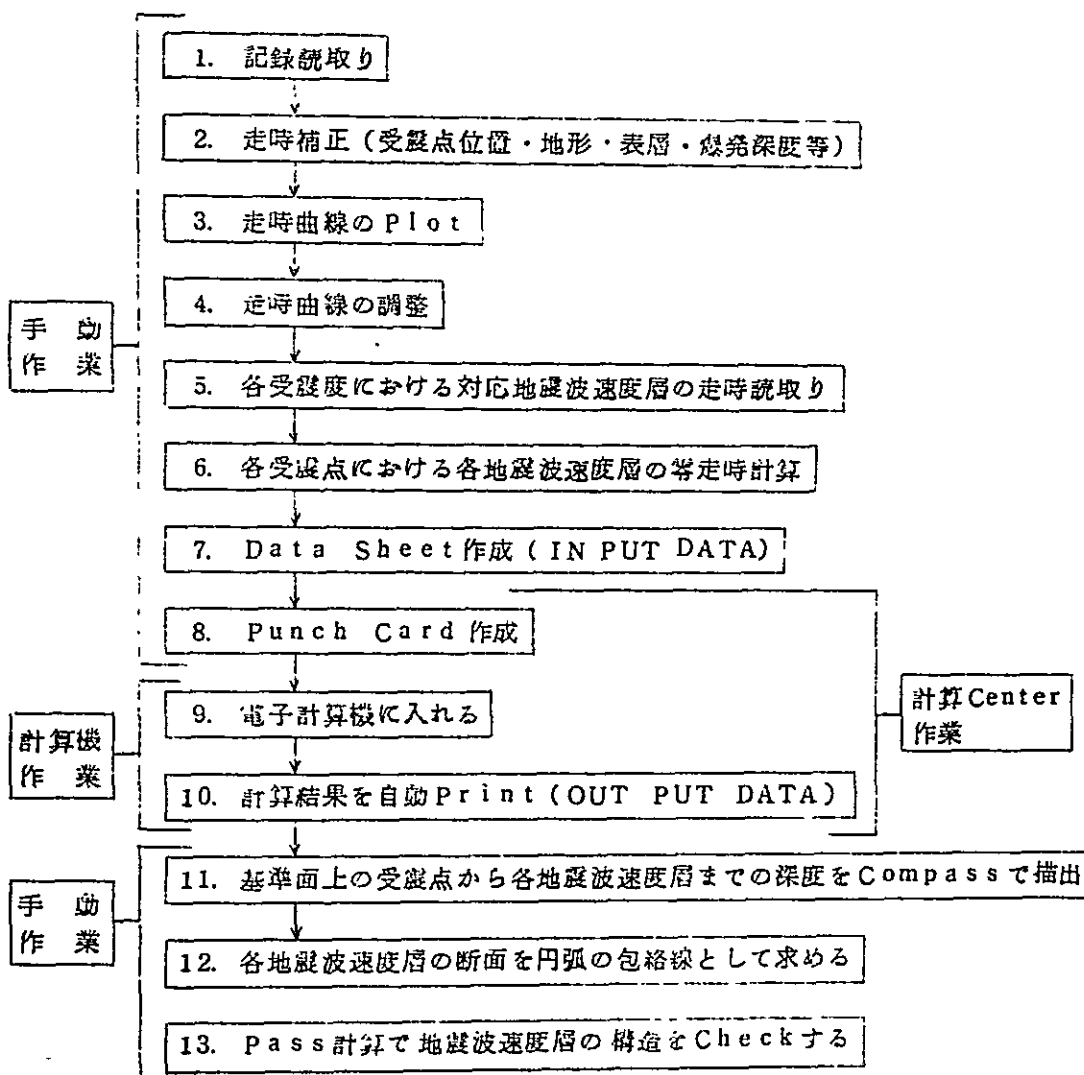 1. 記録読取り
2. 走時補正(受震点位置・地形・表層・爆発深度等)
3. 走時曲線のPlot
4. 走時曲線の調整
手動
作業
5. 各受震度における対応地震波速度層の走時読取り
6. 各受震点における各地震波速度層の零走時計算
7. Data Sheet作成(IN PUT DATA)
8. Punch Card 作成
9. 電子計算機に入れる
計算機
作業
計算Center
作業
10. 計算結果を自動Print(OUT PUT DATA)
11. 基準面上の受震点から各地震波速度層までの深度をCompassで描出
手動
作業
12. 各地震波速度層の断面を円弧の包絡線として求める
13. Pass計算で地震波速度層の構造をCheckする